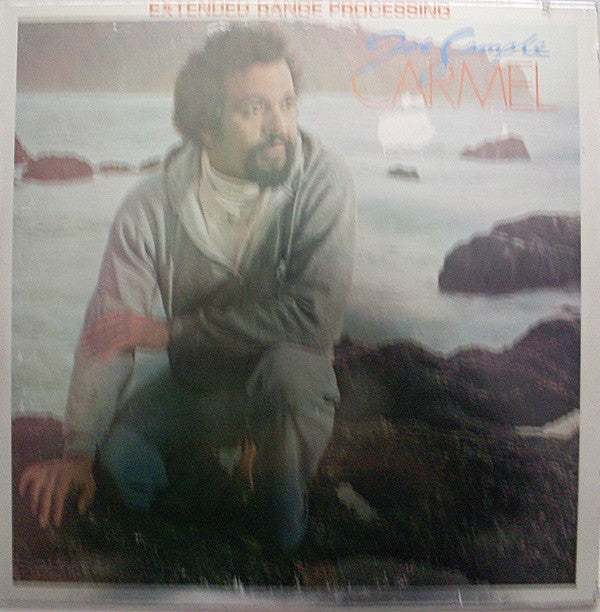 EXTENDED RANGE PROCESSING
Joe Sample
CARMEL